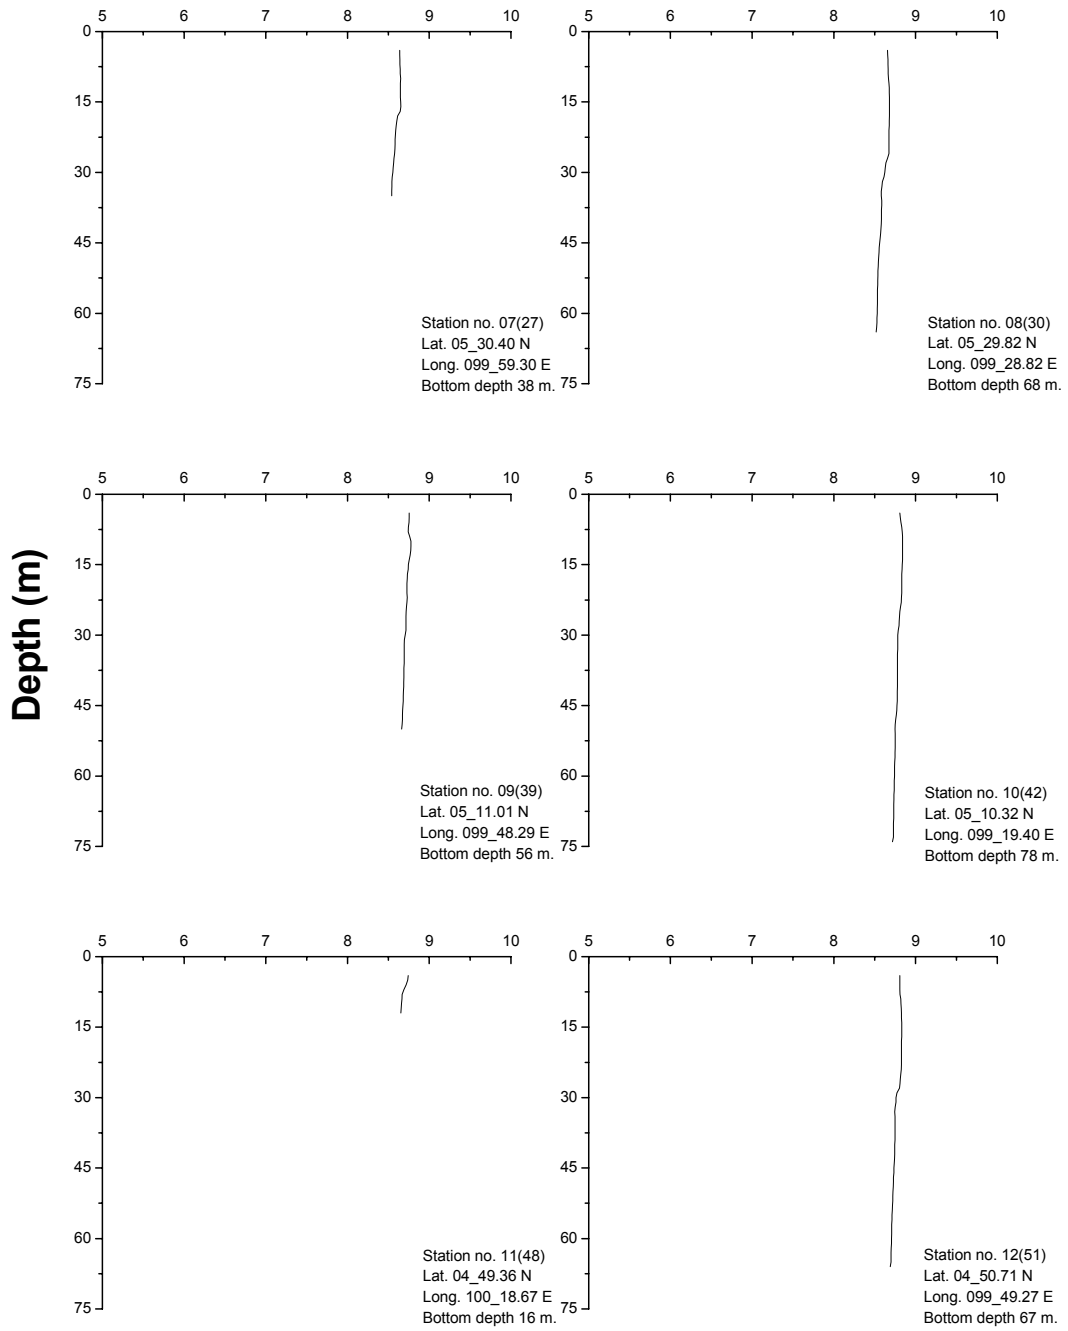 5 6 7 8 9 10
0
15
30
45
60
75
Station no. 07(27)
Lat. 05_30.40 N
Long. 099_59.30 E
Bottom depth 38 m.
5 6 7 8 9 10
0
15
30
45
60
75
Station no. 08(30)
Lat. 05_29.82 N
Long. 099_28.82 E
Bottom depth 68 m.
Depth (m)
5 6 7 8 9 10
0
15
30
45
60
75
Station no. 09(39)
Lat. 05_11.01 N
Long. 099_48.29 E
Bottom depth 56 m.
5 6 7 8 9 10
0
15
30
45
60
75
Station no. 10(42)
Lat. 05_10.32 N
Long. 099_19.40 E
Bottom depth 78 m.
5 6 7 8 9 10
0
15
30
45
60
75
Station no. 11(48)
Lat. 04_49.36 N
Long. 100_18.67 E
Bottom depth 16 m.
5 6 7 8 9 10
0
15
30
45
60
75
Station no. 12(51)
Lat. 04_50.71 N
Long. 099_49.27 E
Bottom depth 67 m.